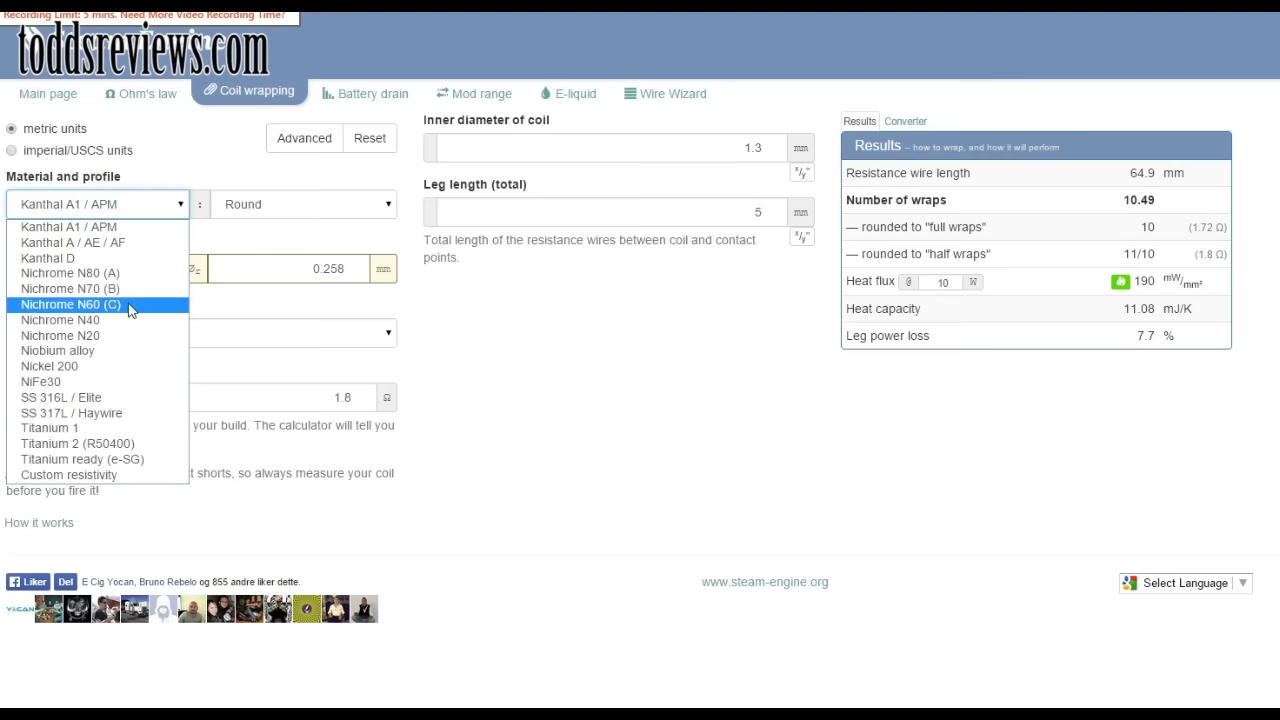 Recording Limit: 5 mins. Need More Video Recording Time?
toddsreviews.com
Main page
Ω Ohm's law
Coil wrapping
Battery drain
Mod range
E-liquid
Wire Wizard
metric units
imperial/USCS units
Advanced
Reset
Material and profile
Kanthal A1 / APM
:
Round
Kanthal A1 / APM
Kanthal A / AE / AF
Kanthal D
Nichrome N80 (A)
Nichrome N70 (B)
Nichrome N60 (C)
Nichrome N40
Nichrome N20
Niobium alloy
Nickel 200
NiFe30
SS 316L / Elite
SS 317L / Haywire
Titanium 1
Titanium 2 (R50400)
Titanium ready (e-SG)
Custom resistivity
0.258 mm
1.8 Ω
your build. The calculator will tell you
t shorts, so always measure your coil
before you fire it!
How it works
Inner diameter of coil
1.3 mm
x/y"
Leg length (total)
5 mm
x/y"
Total length of the resistance wires between coil and contact
points.
Results
Converter
Results – how to wrap, and how it will perform
Resistance wire length 64.9 mm
Number of wraps 10.49
— rounded to "full wraps" 10 (1.72 Ω)
— rounded to "half wraps" 11/10 (1.8 Ω)
Heat flux @ 10 W 190 mW/mm²
Heat capacity 11.08 mJ/K
Leg power loss 7.7 %
Liker
Del
E Cig Yocan, Bruno Rebelo og 855 andre liker dette.
YOCAN
www.steam-engine.org
Select Language ▼